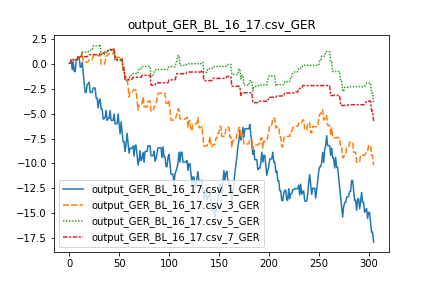 output_GER_BL_16_17.csv_GER
2.5
0.0
−2.5
−5.0
−7.5
−10.0
−12.5
−15.0
−17.5
output_GER_BL_16_17.csv_1_GER
output_GER_BL_16_17.csv_3_GER
output_GER_BL_16_17.csv_5_GER
output_GER_BL_16_17.csv_7_GER
0 50 100 150 200 250 300